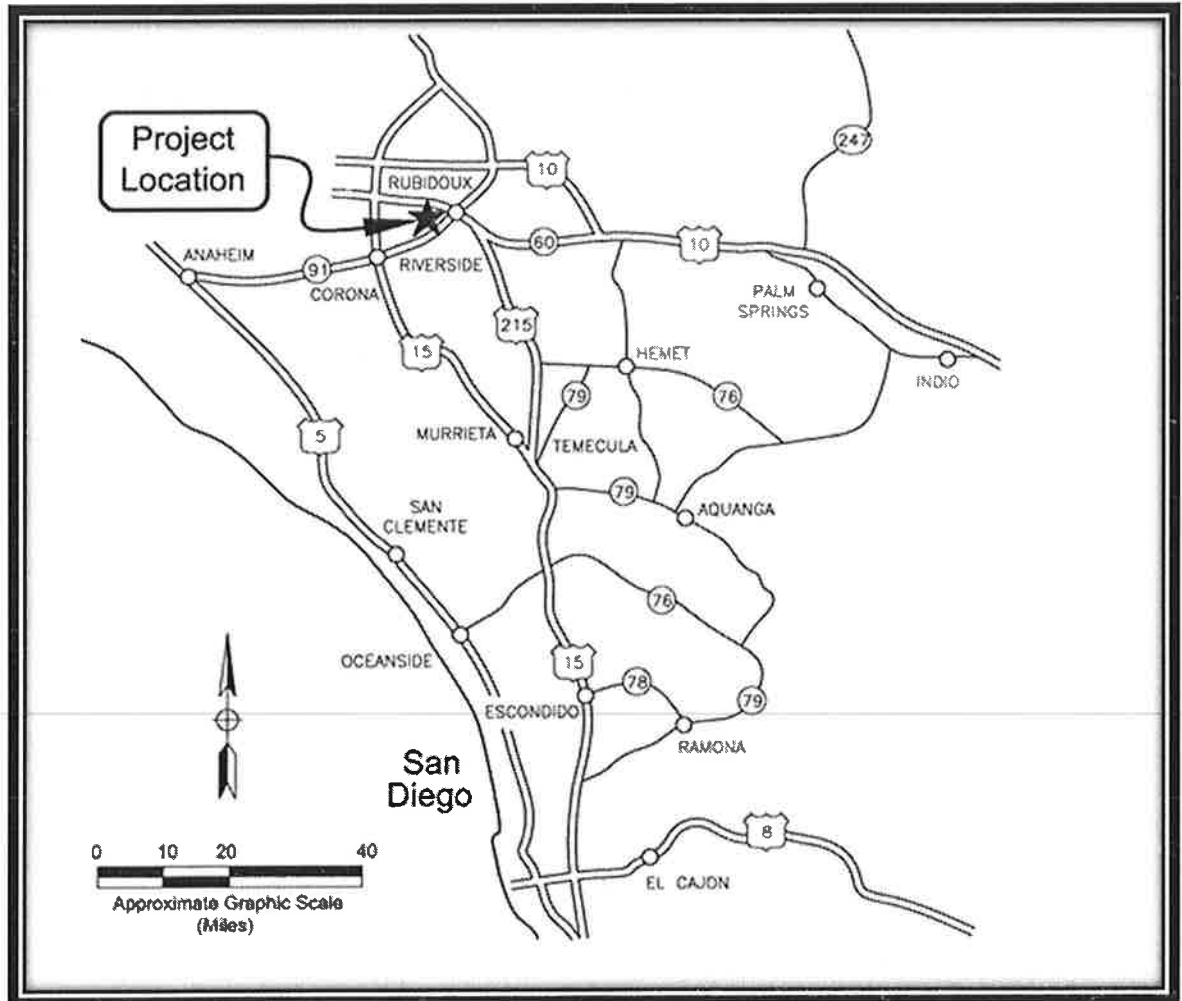 Project
Location
247
10
RUBIDOUX
60
10
ANAHEIM
91
RIVERSIDE
CORONA
PALM
SPRINGS
215
15
HEMET
INDIO
79
76
5
MURRIETA
TEMECULA
79
SAN
CLEMENTE
AQUANGA
76
OCEANSIDE
15
78
ESCONDIDO
79
RAMONA
San
Diego
8
0 10 20 40
EL CAJON
Approximate Graphic Scale
(Miles)